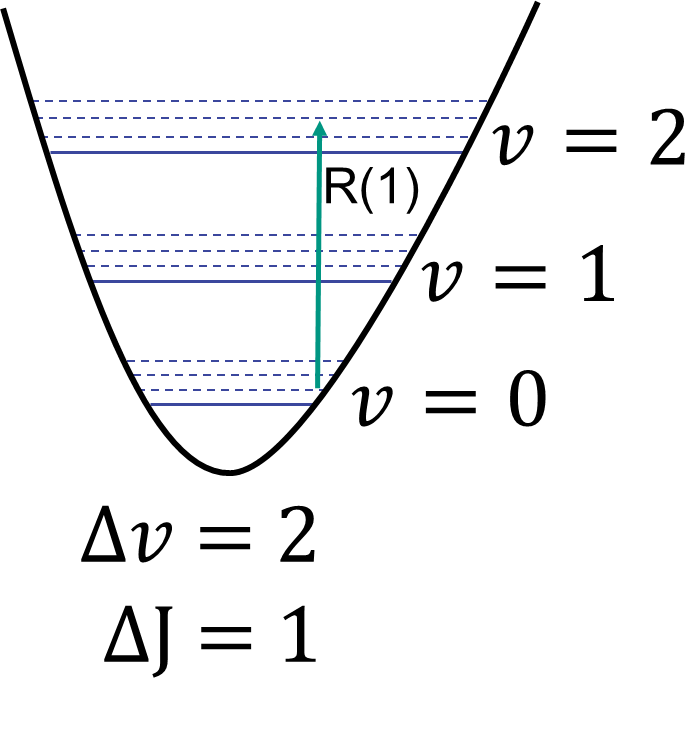 𝑣 = 2
R(1)
𝑣 = 1
𝑣 = 0
Δ𝑣 = 2
ΔJ = 1